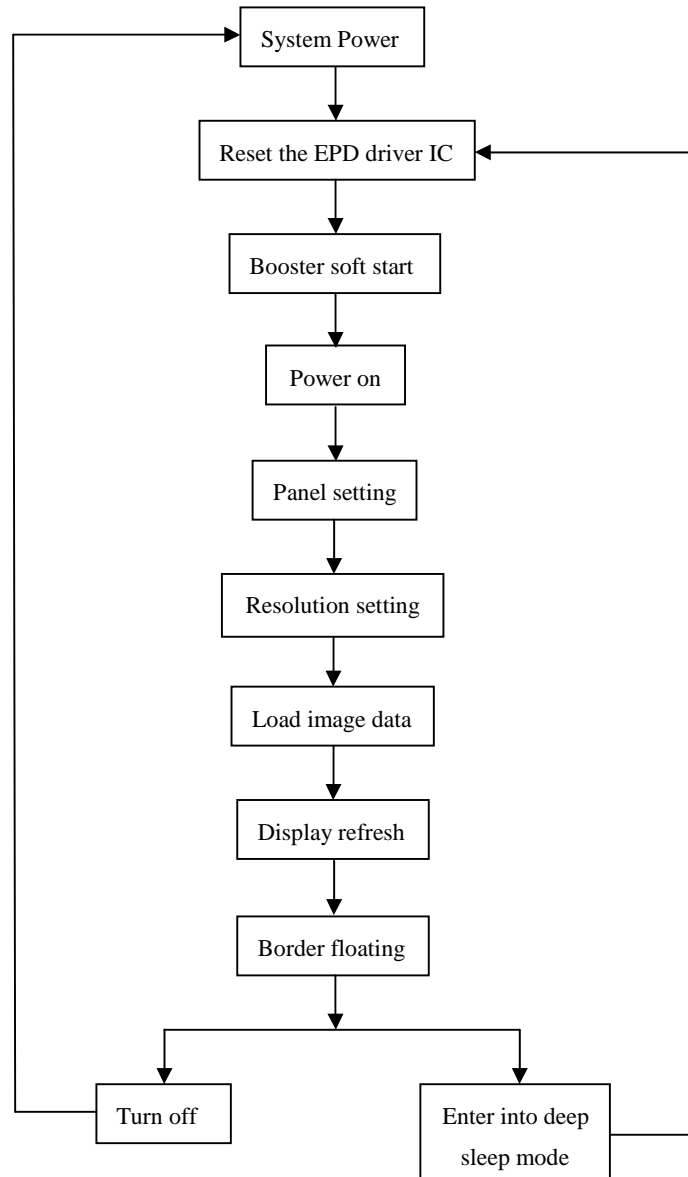 System Power
Reset the EPD driver IC
Booster soft start
Power on
Panel setting
Resolution setting
Load image data
Display refresh
Border floating
Turn off
Enter into deep
sleep mode